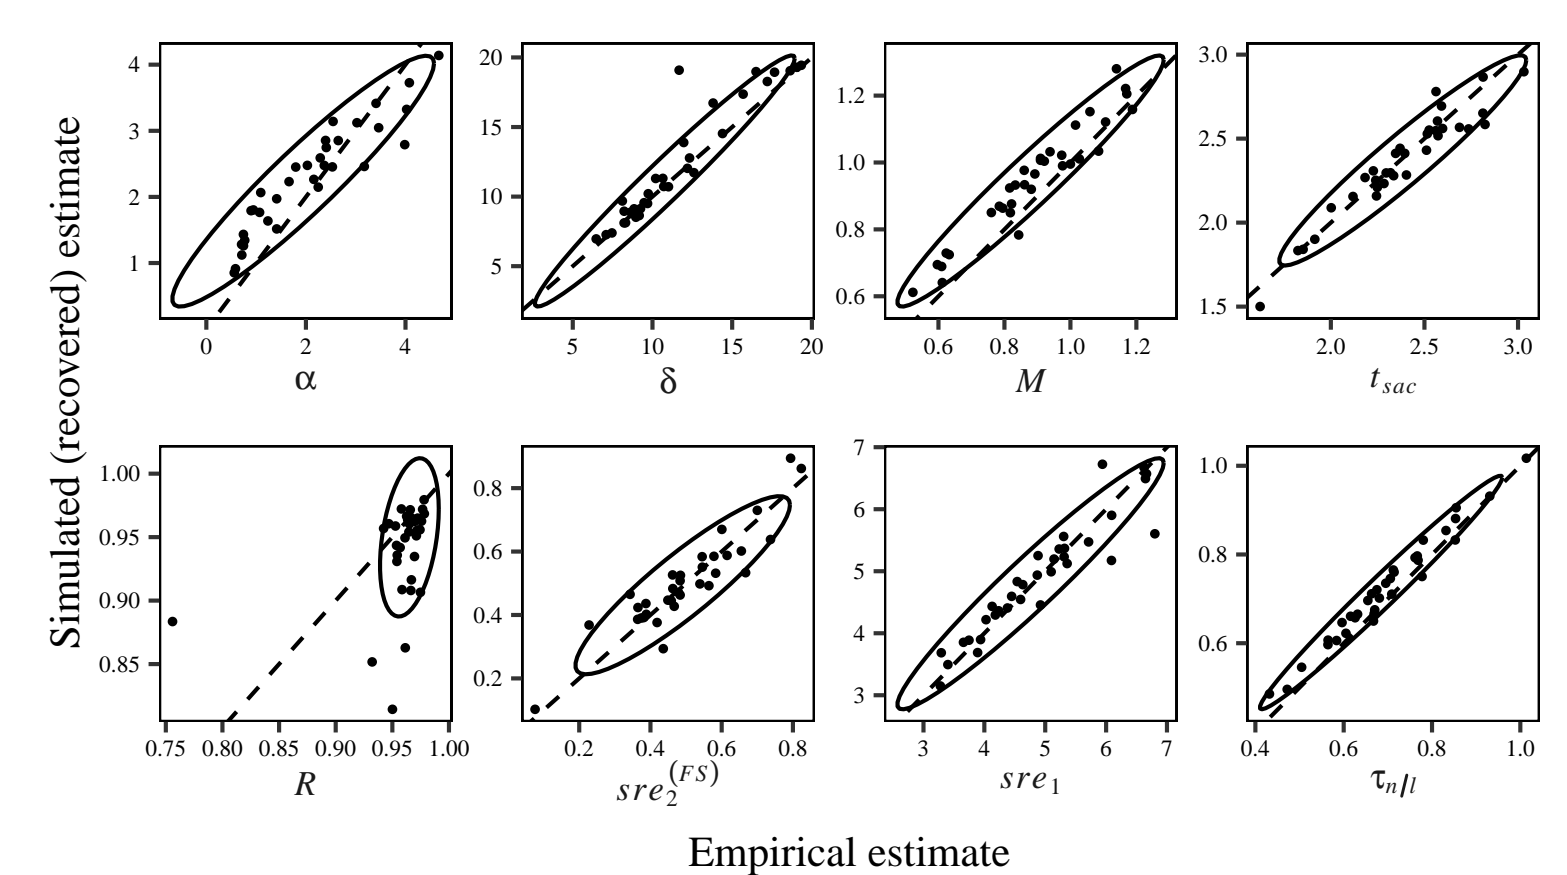 Simulated (recovered) estimate
4
3
2
1
0 2 4
α
20
15
10
5
5 10 15 20
δ
1.2
1.0
0.8
0.6
0.6 0.8 1.0 1.2
M
3.0
2.5
2.0
1.5
2.0 2.5 3.0
t_sac
1.00
0.95
0.90
0.85
0.75 0.80 0.85 0.90 0.95 1.00
R
0.8
0.6
0.4
0.2
0.2 0.4 0.6 0.8
sre_2^(FS)
7
6
5
4
3
3 4 5 6 7
sre_1
1.0
0.8
0.6
0.4 0.6 0.8 1.0
τ_n/l
Empirical estimate